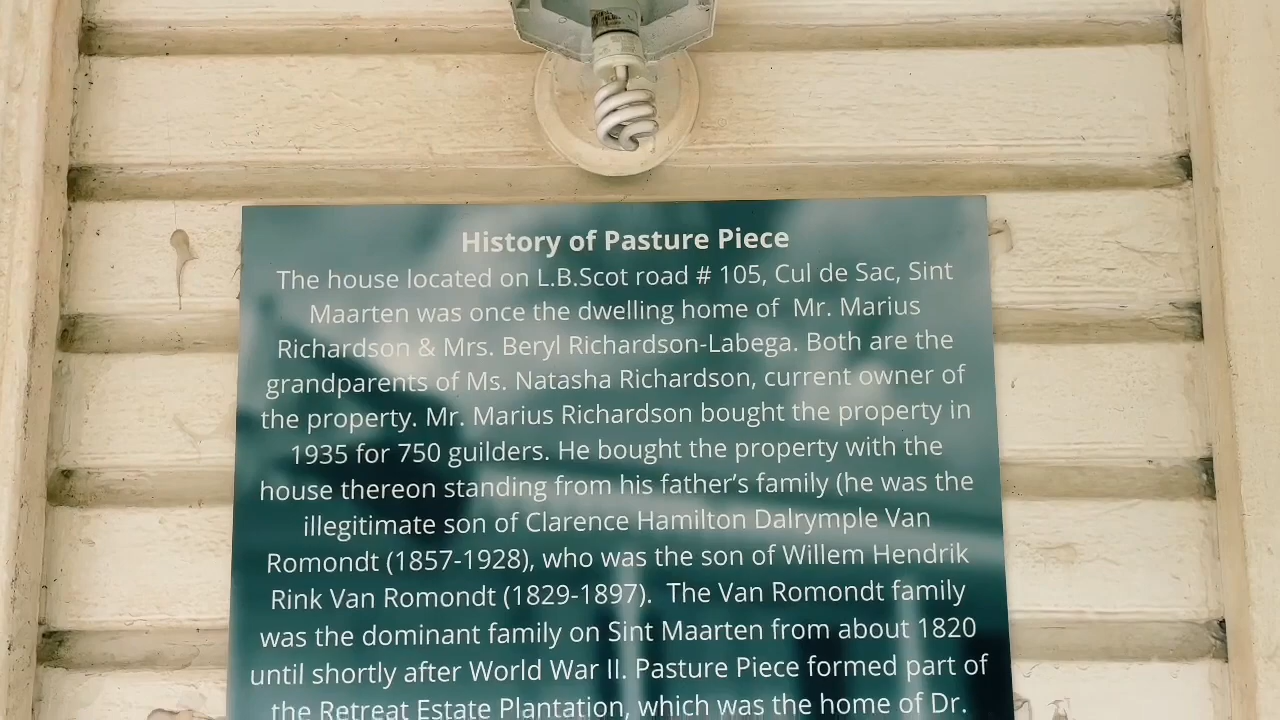 History of Pasture Piece
The house located on L.B.Scot road # 105, Cul de Sac, Sint
Maarten was once the dwelling home of Mr. Marius
Richardson & Mrs. Beryl Richardson-Labega. Both are the
grandparents of Ms. Natasha Richardson, current owner of
the property. Mr. Marius Richardson bought the property in
1935 for 750 guilders. He bought the property with the
house thereon standing from his father’s family (he was the
illegitimate son of Clarence Hamilton Dalrymple Van
Romondt (1857-1928), who was the son of Willem Hendrik
Rink Van Romondt (1829-1897). The Van Romondt family
was the dominant family on Sint Maarten from about 1820
until shortly after World War II. Pasture Piece formed part of
the Retreat Estate Plantation, which was the home of Dr.